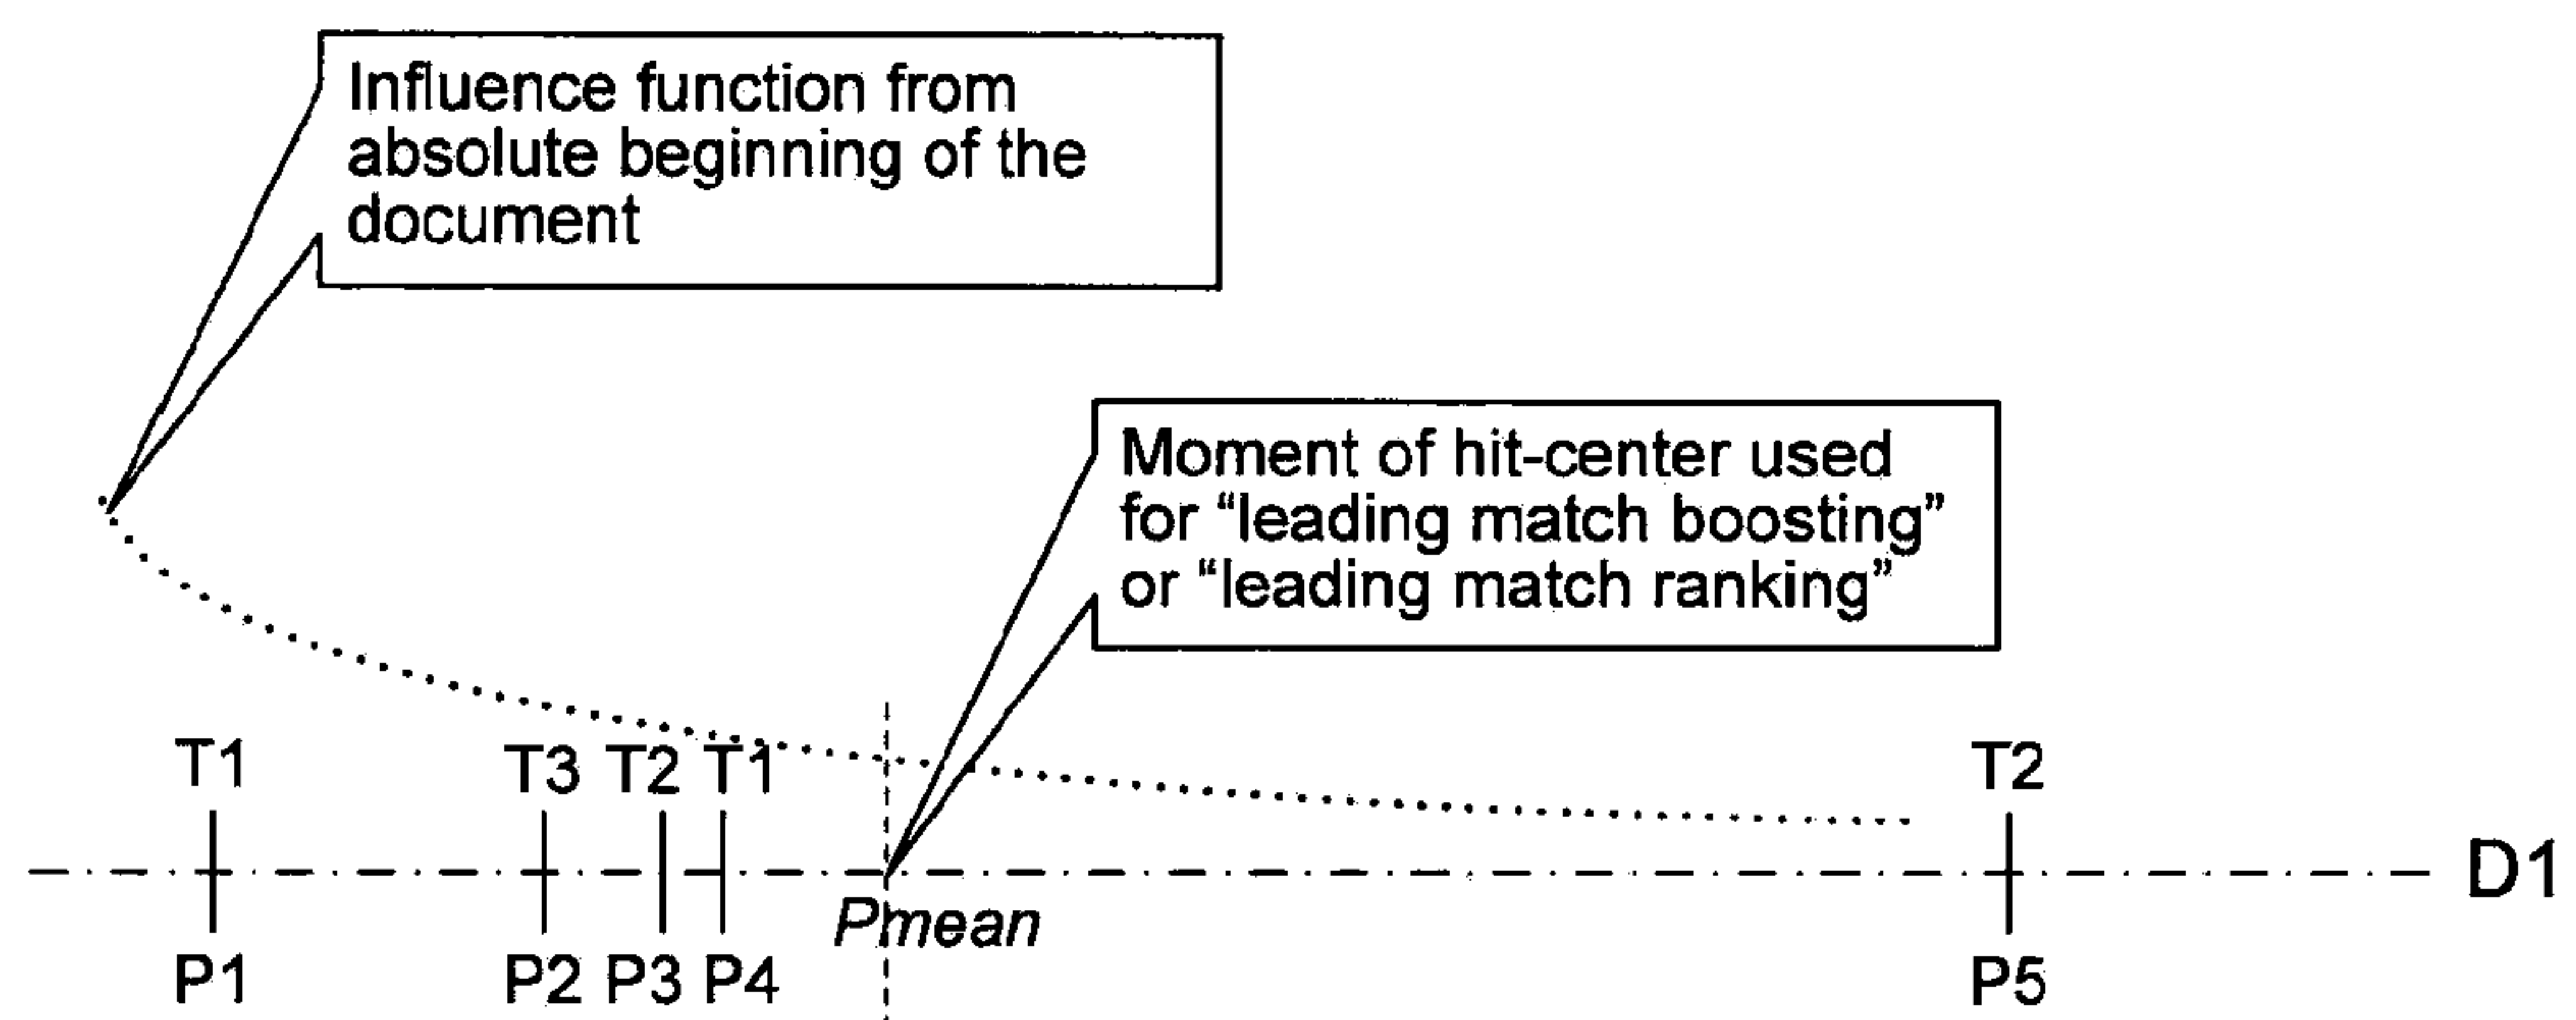 Influence function from
absolute beginning of the
document
Moment of hit-center used
for “leading match boosting”
or “leading match ranking”
T1 T3 T2 T1 T2
D1
Pmean
P1 P2 P3 P4 P5